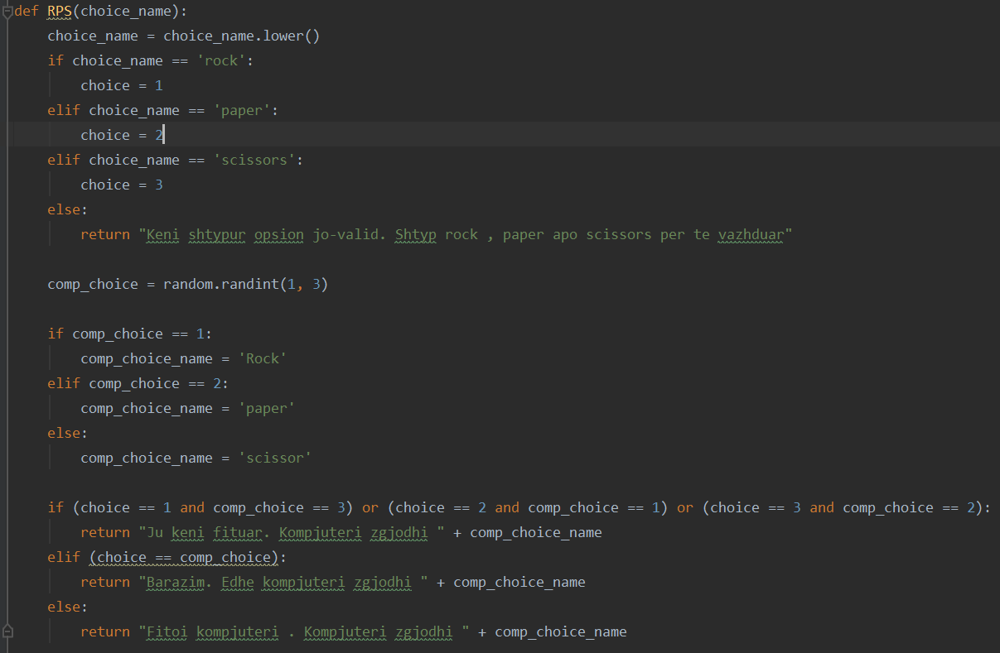 def RPS(choice_name):
    choice_name = choice_name.lower()
    if choice_name == 'rock':
        choice = 1
    elif choice_name == 'paper':
        choice = 2
    elif choice_name == 'scissors':
        choice = 3
    else:
        return "Keni shtypur opsion jo-valid. Shtyp rock , paper apo scissors per te vazhduar"
    comp_choice = random.randint(1, 3)
    if comp_choice == 1:
        comp_choice_name = 'Rock'
    elif comp_choice == 2:
        comp_choice_name = 'paper'
    else:
        comp_choice_name = 'scissor'
    if (choice == 1 and comp_choice == 3) or (choice == 2 and comp_choice == 1) or (choice == 3 and comp_choice == 2):
        return "Ju keni fituar. Kompjuteri zgjodhi " + comp_choice_name
    elif (choice == comp_choice):
        return "Barazim. Edhe kompjuteri zgjodhi " + comp_choice_name
    else:
        return "Fitoi kompjuteri . Kompjuteri zgjodhi " + comp_choice_name